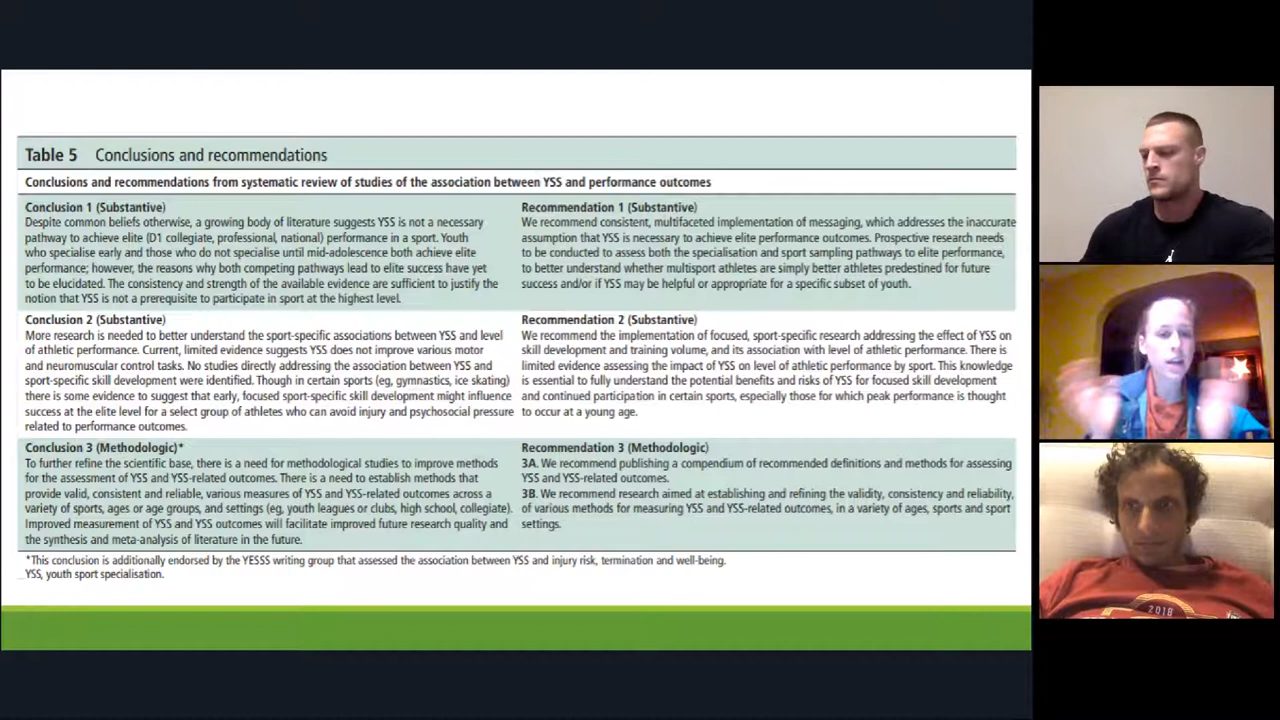 Table 5 Conclusions and recommendations
Conclusions and recommendations from systematic review of studies of the association between YSS and performance outcomes
Conclusion 1 (Substantive)
Despite common beliefs otherwise, a growing body of literature suggests YSS is not a necessary
pathway to achieve elite (D1 collegiate, professional, national) performance in a sport. Youth
who specialise early and those who do not specialise until mid-adolescence both achieve elite
performance; however, the reasons why both competing pathways lead to elite success have yet
to be elucidated. The consistency and strength of the available evidence are sufficient to justify the
notion that YSS is not a prerequisite to participate in sport at the highest level.
Recommendation 1 (Substantive)
We recommend consistent, multifaceted implementation of messaging, which addresses the inaccurate
assumption that YSS is necessary to achieve elite performance outcomes. Prospective research needs
to be conducted to assess both the specialisation and sport sampling pathways to elite performance,
to better understand whether multisport athletes are simply better athletes predestined for future
success and/or if YSS may be helpful or appropriate for a specific subset of youth.
Conclusion 2 (Substantive)
More research is needed to better understand the sport-specific associations between YSS and level
of athletic performance. Current, limited evidence suggests YSS does not improve various motor
and neuromuscular control tasks. No studies directly addressing the association between YSS and
sport-specific skill development were identified. Though in certain sports (eg, gymnastics, ice skating)
there is some evidence to suggest that early, focused sport-specific skill development might influence
success at the elite level for a select group of athletes who can avoid injury and psychosocial pressure
related to performance outcomes.
Recommendation 2 (Substantive)
We recommend the implementation of focused, sport-specific research addressing the effect of YSS on
skill development and training volume, and its association with level of athletic performance. There is
limited evidence assessing the impact of YSS on level of athletic performance by sport. This knowledge
is essential to fully understand the potential benefits and risks of YSS for focused skill development
and continued participation in certain sports, especially those for which peak performance is thought
to occur at a young age.
Conclusion 3 (Methodologic)*
To further refine the scientific base, there is a need for methodological studies to improve methods
for the assessment of YSS and YSS-related outcomes. There is a need to establish methods that
provide valid, consistent and reliable, various measures of YSS and YSS-related outcomes across a
variety of sports, ages or age groups, and settings (eg, youth leagues or clubs, high school, collegiate).
Improved measurement of YSS and YSS outcomes will facilitate improved future research quality and
the synthesis and meta-analysis of literature in the future.
Recommendation 3 (Methodologic)
3A. We recommend publishing a compendium of recommended definitions and methods for assessing
YSS and YSS-related outcomes.
3B. We recommend research aimed at establishing and refining the validity, consistency and reliability,
of various methods for measuring YSS and YSS-related outcomes, in a variety of ages, sports and sport
settings.
*This conclusion is additionally endorsed by the YESSS writing group that assessed the association between YSS and injury risk, termination and well-being.
YSS, youth sport specialisation.
2018